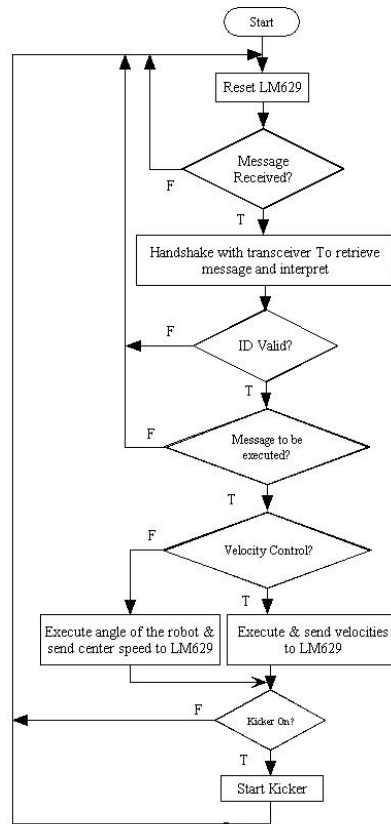 Start
Reset LM629
Message
Received?
F
T
Handshake with transceiver To retrieve
message and interpret
F
ID Valid?
T
F
Message to be
executed?
T
F
Velocity Control?
T
Execute angle of the robot &
send center speed to LM629
Execute & send velocities
to LM629
F
Kicker On?
T
Start Kicker